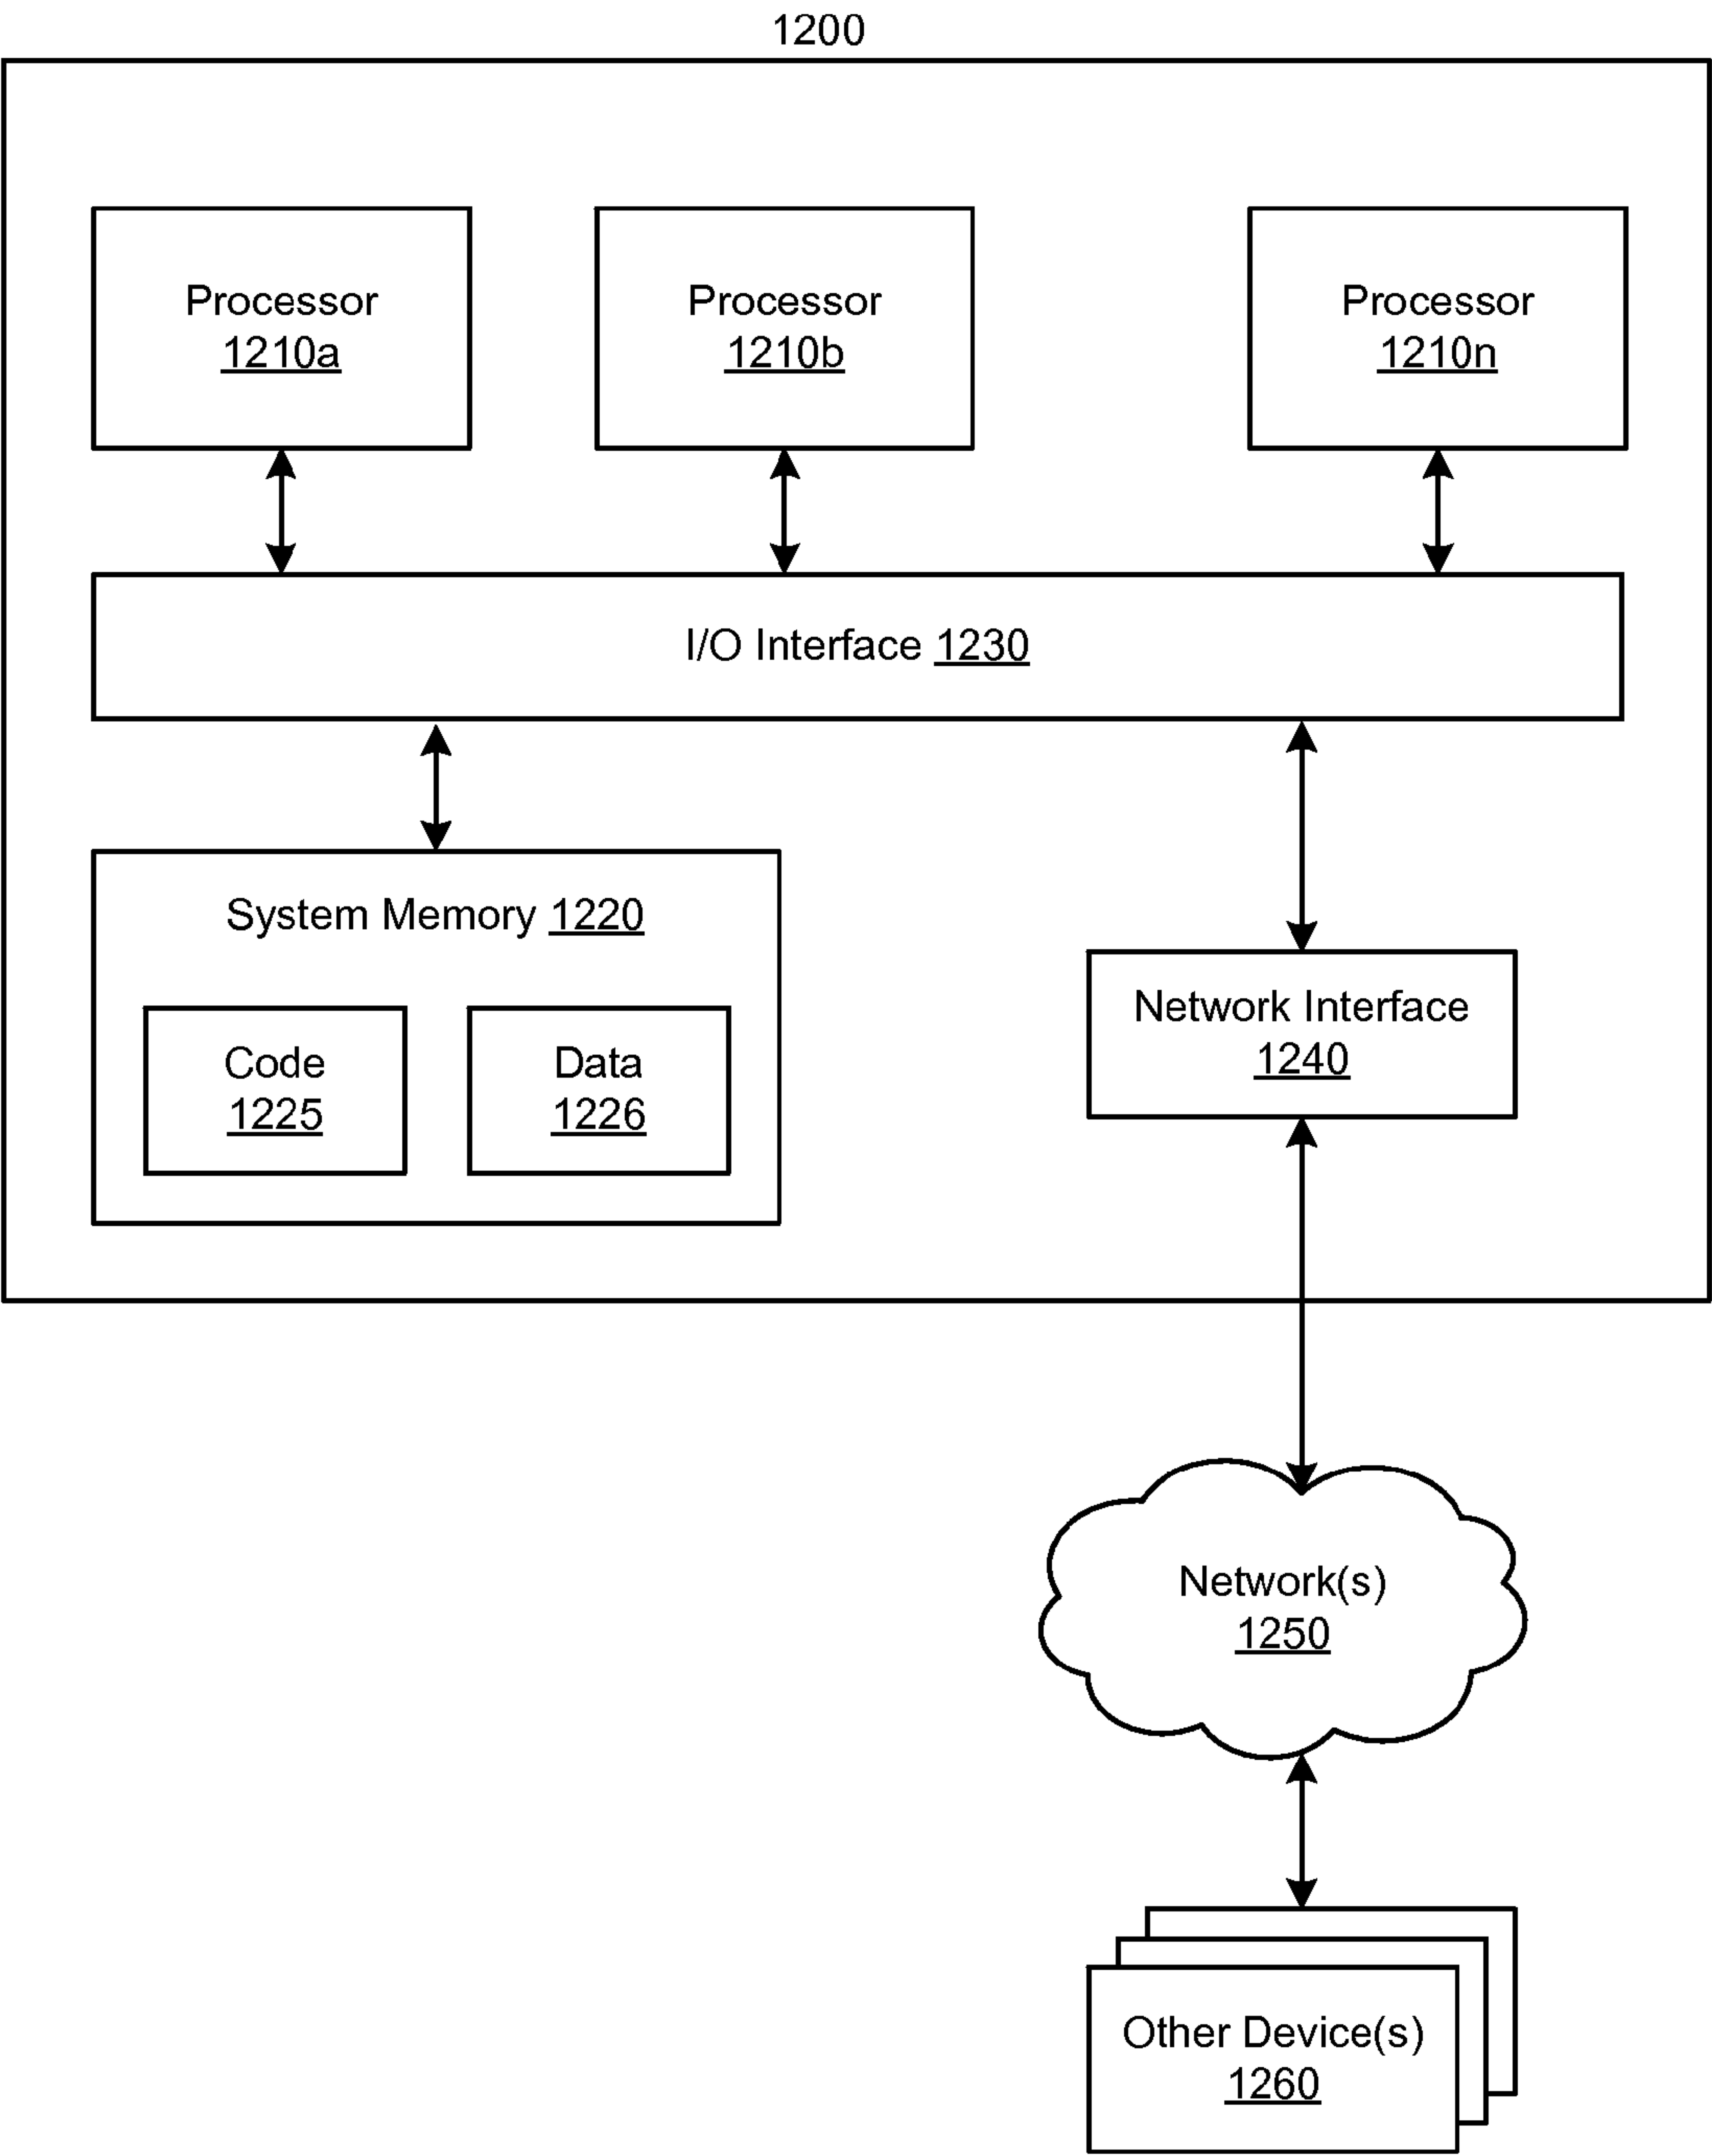 1200
Processor
1210a
Processor
1210b
Processor
1210n
I/O Interface 1230
System Memory 1220
Code
1225
Data
1226
Network Interface
1240
Network(s)
1250
Other Device(s)
1260